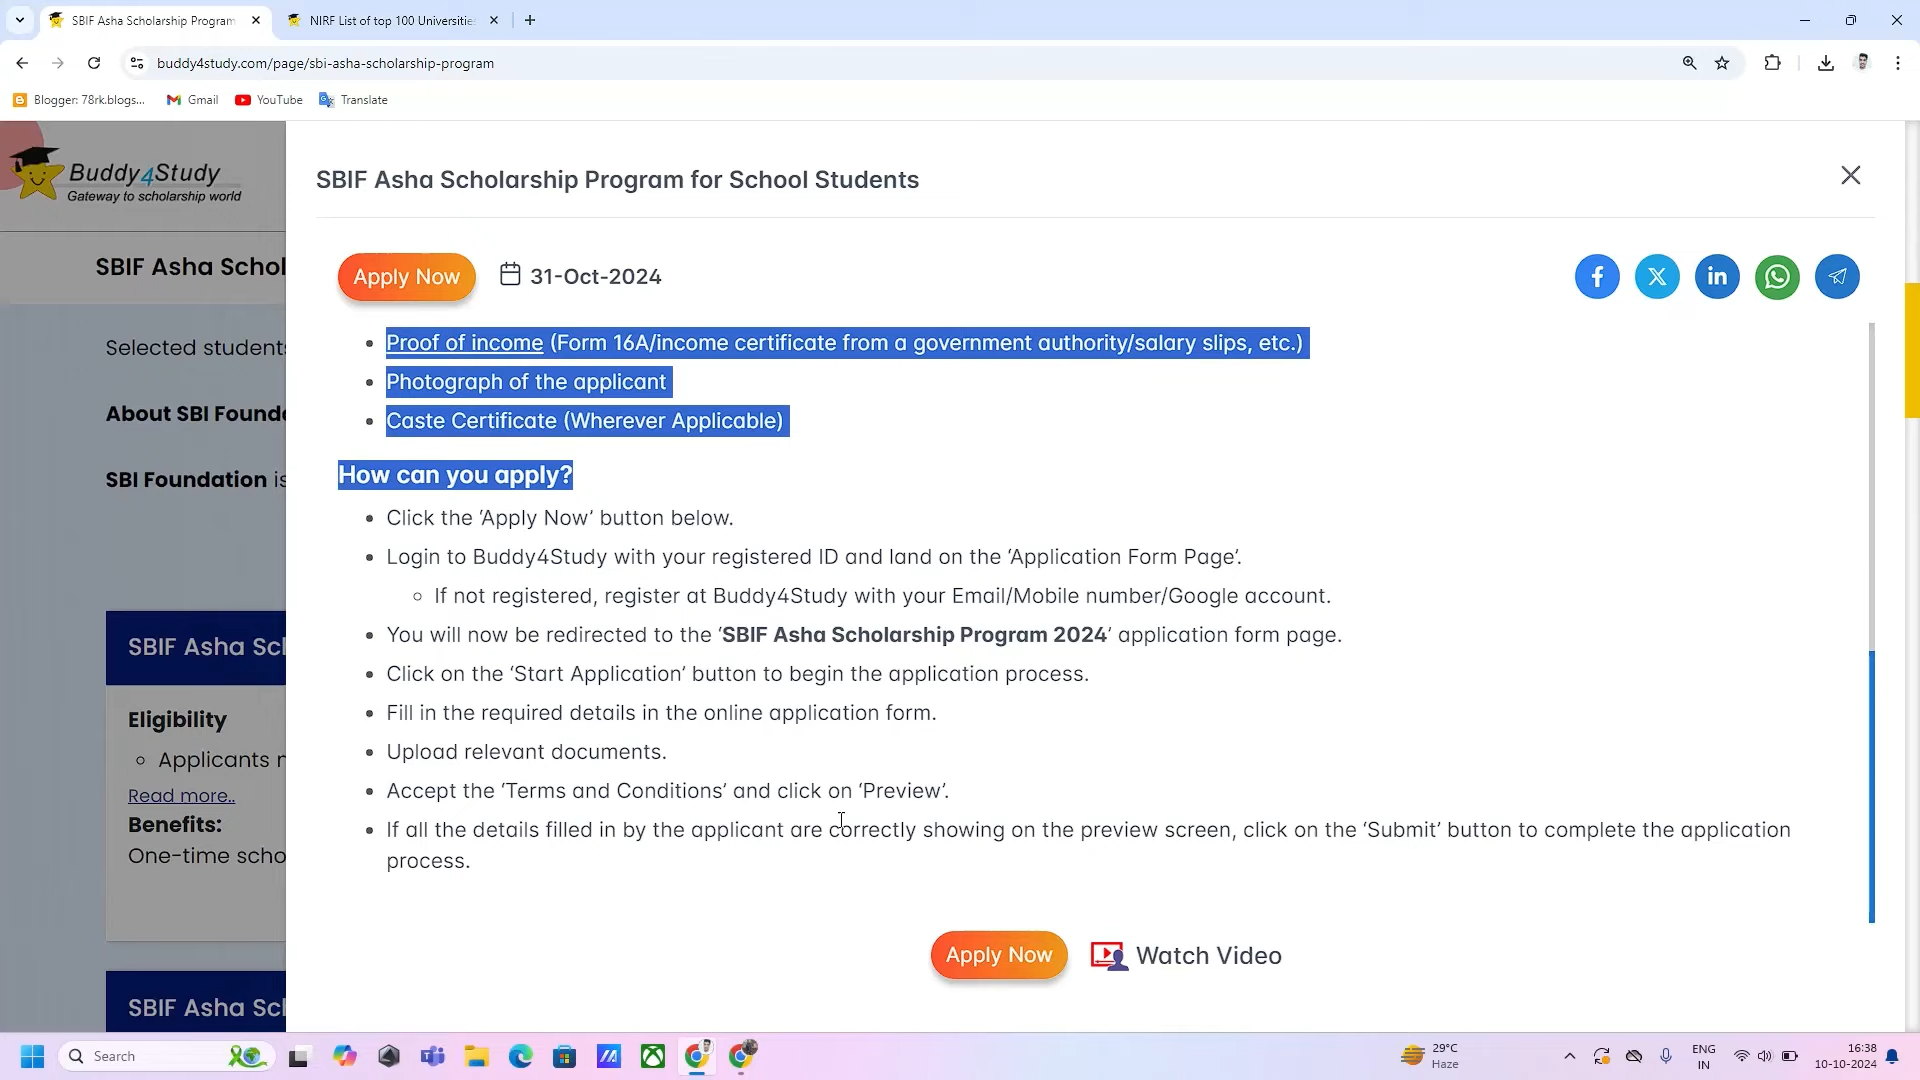 SBIF Asha Scholarship Program
NIRF List of top 100 Universitie
buddy4study.com/page/sbi-asha-scholarship-program
Blogger: 78rk.blogs...
Gmail
YouTube
Translate
Buddy4Study
Gateway to scholarship world
SBIF Asha Schol
Selected students
About SBI Founda
SBI Foundation is
SBIF Asha Sch
Eligibility
Applicants m
Read more..
Benefits:
One-time scho
SBIF Asha Sch
SBIF Asha Scholarship Program for School Students
Apply Now
31-Oct-2024
• Proof of income (Form 16A/income certificate from a government authority/salary slips, etc.)
• Photograph of the applicant
• Caste Certificate (Wherever Applicable)
How can you apply?
• Click the ‘Apply Now’ button below.
• Login to Buddy4Study with your registered ID and land on the ‘Application Form Page’.
◦ If not registered, register at Buddy4Study with your Email/Mobile number/Google account.
• You will now be redirected to the ‘SBIF Asha Scholarship Program 2024’ application form page.
• Click on the ‘Start Application’ button to begin the application process.
• Fill in the required details in the online application form.
• Upload relevant documents.
• Accept the ‘Terms and Conditions’ and click on ‘Preview’.
• If all the details filled in by the applicant are correctly showing on the preview screen, click on the ‘Submit’ button to complete the application
process.
Apply Now
Watch Video
Search
29°C
Haze
ENG
IN
16:38
10-10-2024